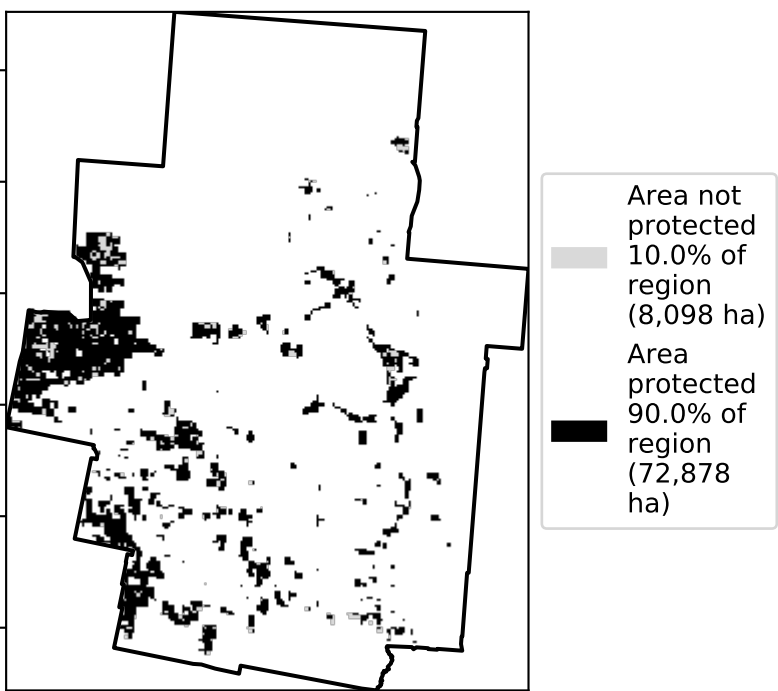 Area not
protected
10.0% of
region
(8,098 ha)
Area
protected
90.0% of
region
(72,878
ha)